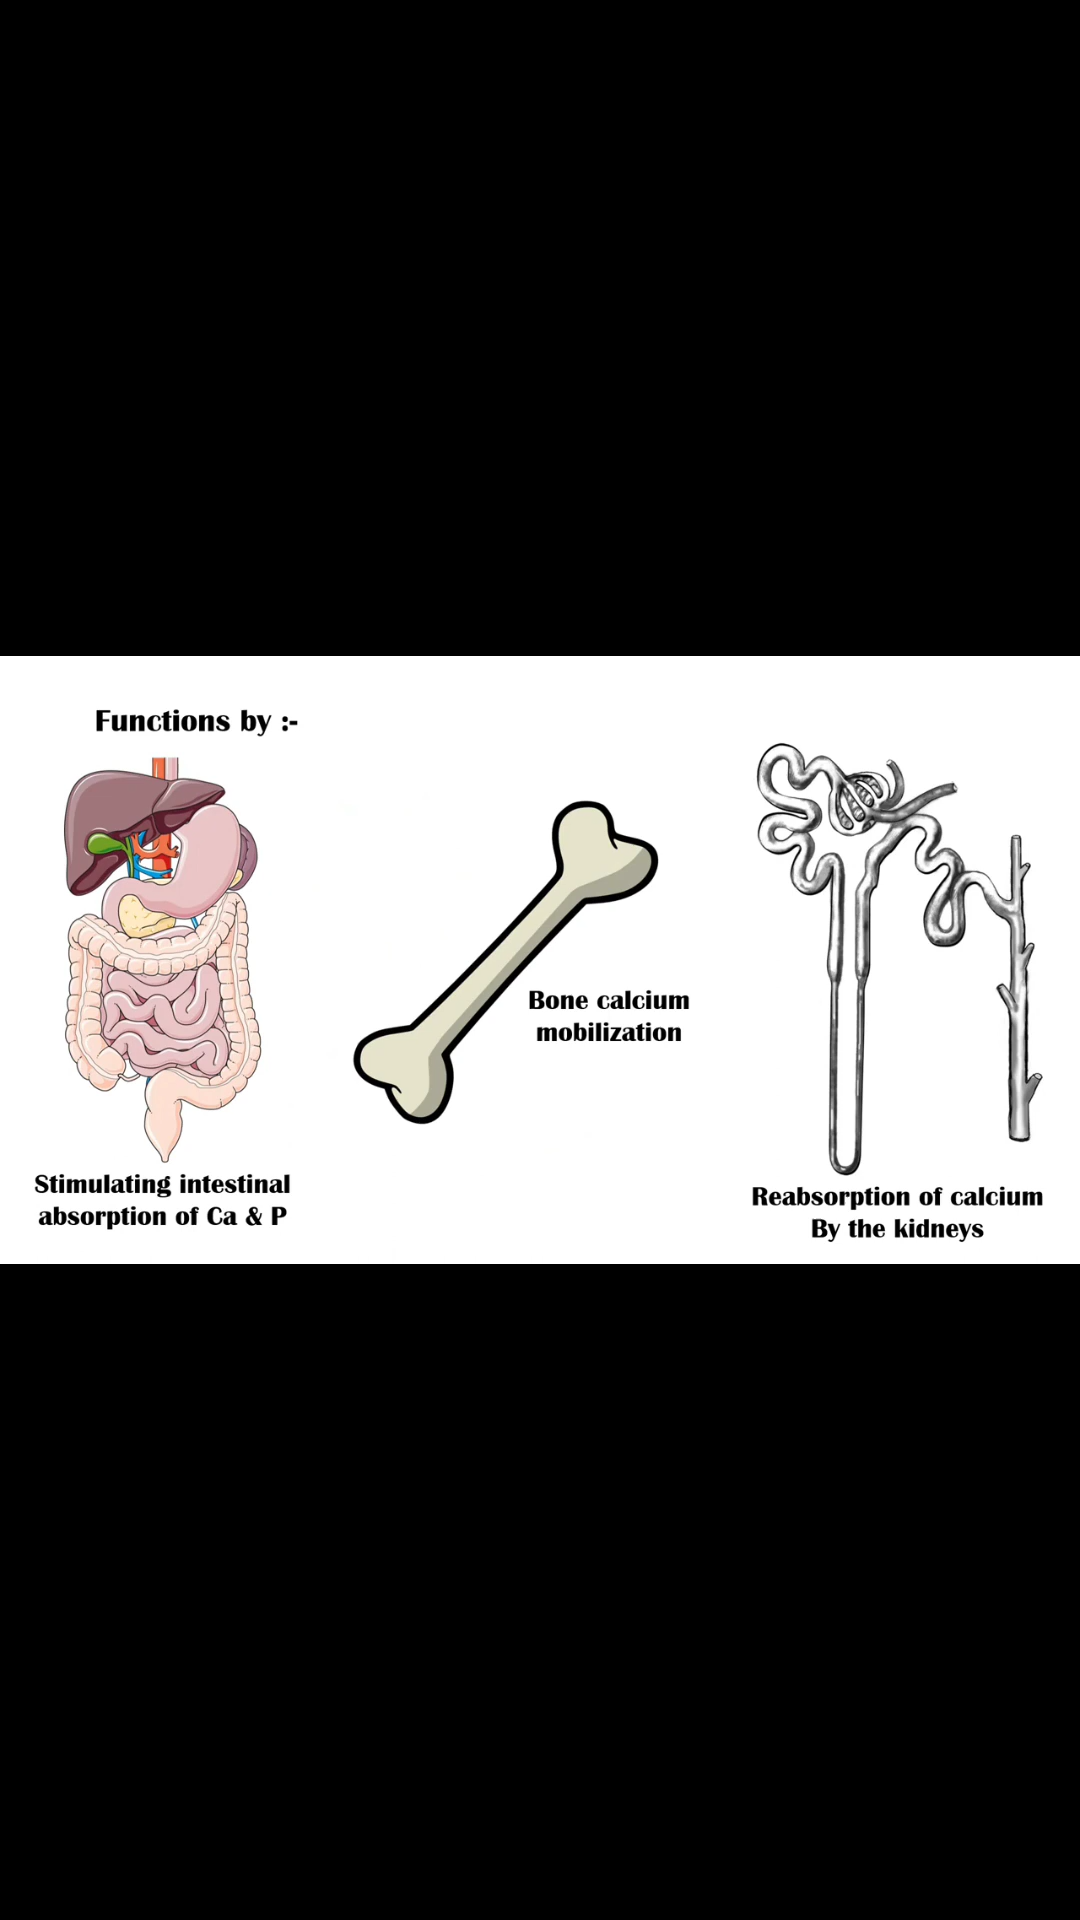 Functions by :-
Stimulating intestinal
absorption of Ca & P
Bone calcium
mobilization
Reabsorption of calcium
By the kidneys